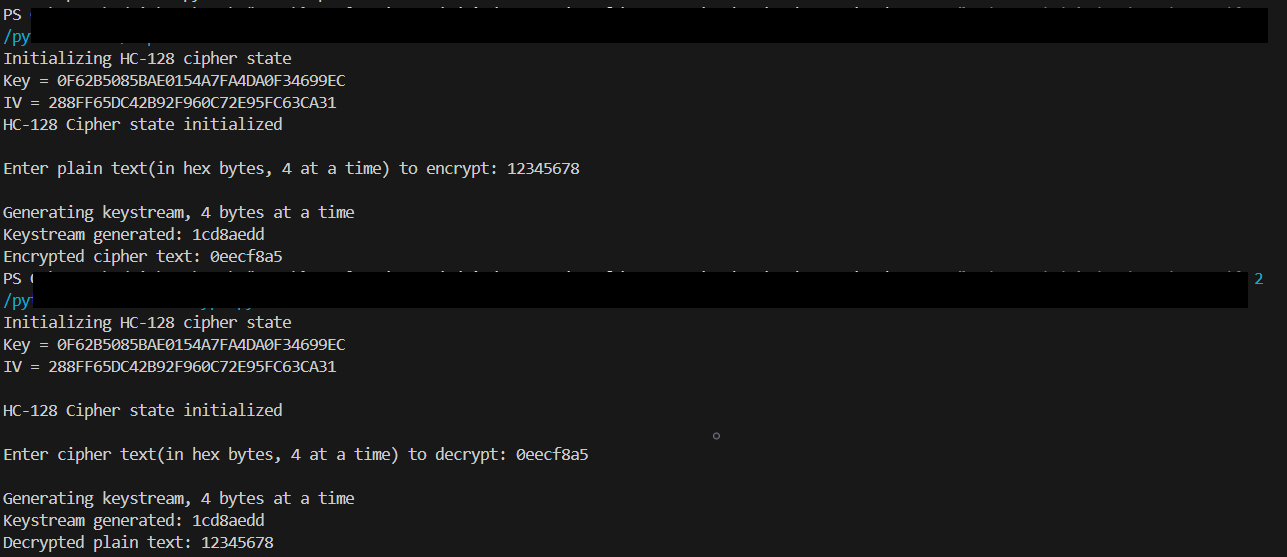 PS
/py
Initializing HC-128 cipher state
Key = 0F62B5085BAE0154A7FA4DA0F34699EC
IV = 288FF65DC42B92F960C72E95FC63CA31
HC-128 Cipher state initialized
Enter plain text(in hex bytes, 4 at a time) to encrypt: 12345678
Generating keystream, 4 bytes at a time
Keystream generated: 1cd8aedd
Encrypted cipher text: 0eecf8a5
PS 2
/py
Initializing HC-128 cipher state
Key = 0F62B5085BAE0154A7FA4DA0F34699EC
IV = 288FF65DC42B92F960C72E95FC63CA31
HC-128 Cipher state initialized
Enter cipher text(in hex bytes, 4 at a time) to decrypt: 0eecf8a5
Generating keystream, 4 bytes at a time
Keystream generated: 1cd8aedd
Decrypted plain text: 12345678